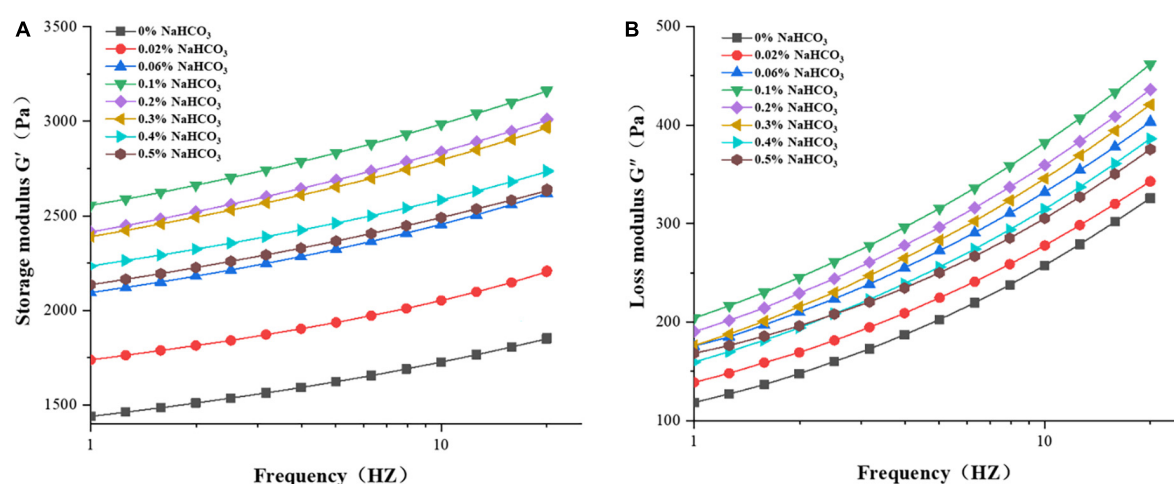 A
3500
3000
2500
2000
1500
Storage modulus G′（Pa）
0% NaHCO₃
0.02% NaHCO₃
0.06% NaHCO₃
0.1% NaHCO₃
0.2% NaHCO₃
0.3% NaHCO₃
0.4% NaHCO₃
0.5% NaHCO₃
1 10
Frequency（HZ）
B
500
400
300
200
100
Loss modulus G″（Pa）
0% NaHCO₃
0.02% NaHCO₃
0.06% NaHCO₃
0.1% NaHCO₃
0.2% NaHCO₃
0.3% NaHCO₃
0.4% NaHCO₃
0.5% NaHCO₃
1 10
Frequency（HZ）